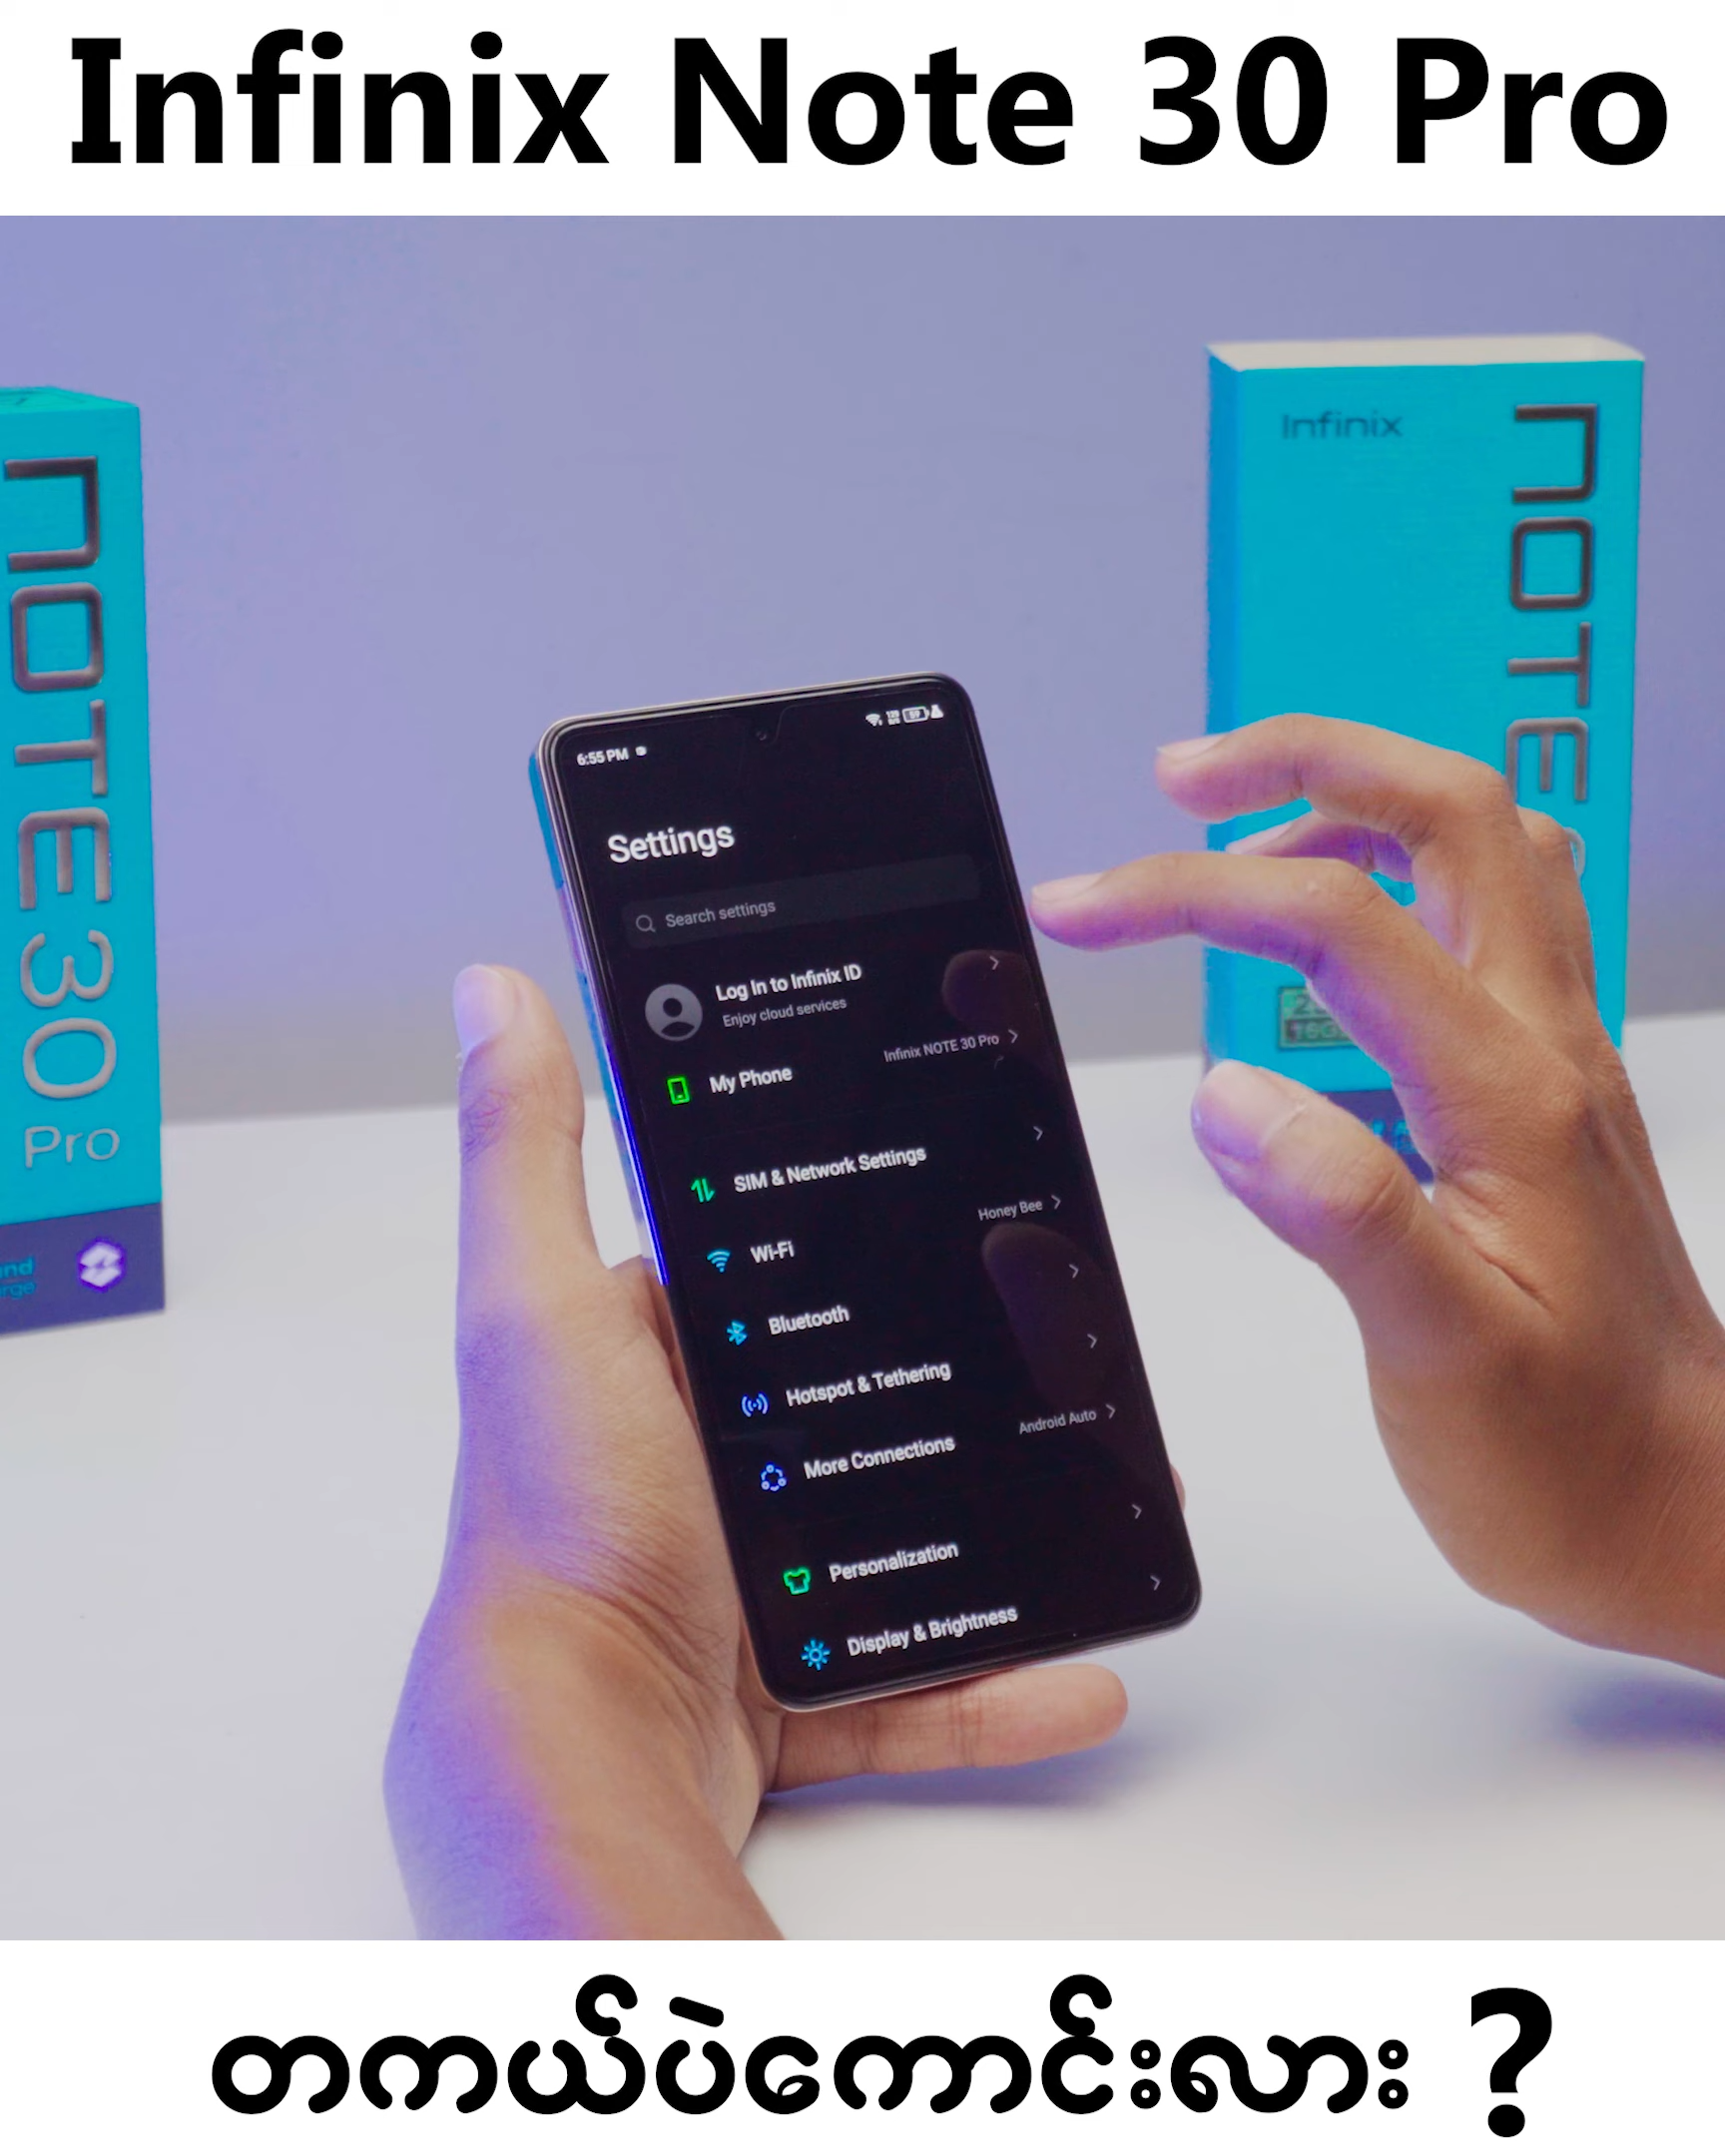 Infinix Note 30 Pro
NOTE 30 Pro
Infinix
NOTE
6:55 PM
Settings
Search settings
Log In to Infinix ID
Enjoy cloud services
My Phone
Infinix NOTE 30 Pro
SIM & Network Settings
Wi-Fi
Honey Bee
Bluetooth
Hotspot & Tethering
More Connections
Android Auto
Personalization
Display & Brightness
တကယ်ပဲကောင်းလား ?